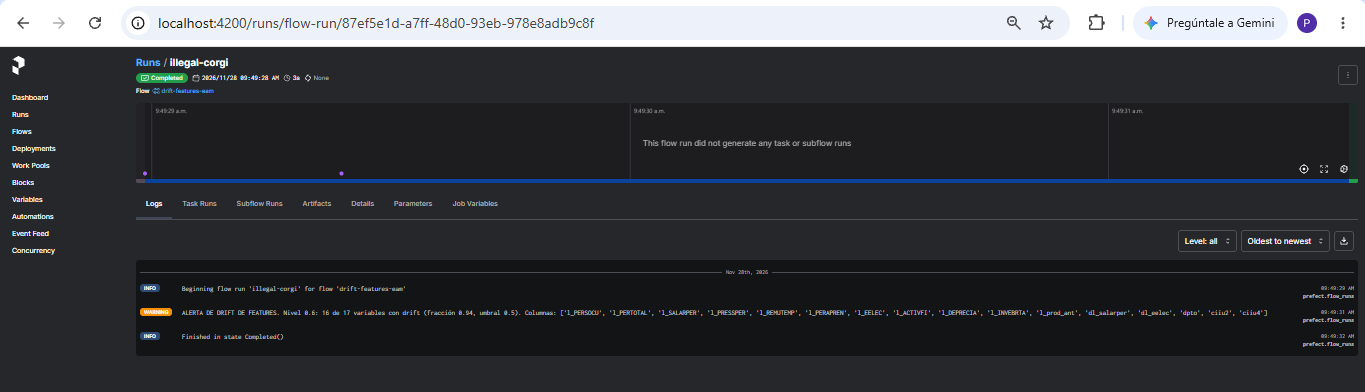 localhost:4200/runs/flow-run/87ef5e1d-a7ff-48d0-93eb-978e8adb9c8f
Pregúntale a Gemini
P
Runs / illegal-corgi
Completed 2026/11/28 09:49:28 AM 3s None
Flow drift-features-eam
Dashboard
Runs
Flows
Deployments
Work Pools
Blocks
Variables
Automations
Event Feed
Concurrency
9:49:29 a.m.
9:49:30 a.m.
9:49:31 a.m.
This flow run did not generate any task or subflow runs
Logs
Task Runs
Subflow Runs
Artifacts
Details
Parameters
Job Variables
Level: all
Oldest to newest
Nov 28th, 2026
INFO Beginning flow run 'illegal-corgi' for flow 'drift-features-eam' 09:49:29 AM
prefect.flow_runs
WARNING ALERTA DE DRIFT DE FEATURES. Nivel 0.6: 16 de 17 variables con drift (fracción 0.94, umbral 0.5). Columnas: ['l_PERSOCU', 'l_PERTOTAL', 'l_SALARPER', 'l_PRESSPER', 'l_REMUTEMP', 'l_PERAPREN', 'l_EELEC', 'l_ACTIVFI', 'l_DEPRECIA', 'l_INVEBRTA', 'l_prod_ant', 'dl_salarper', 'dl_eelec', 'dpto', 'ciiu2', 'ciiu4'] 09:49:31 AM
prefect.flow_runs
INFO Finished in state Completed() 09:49:32 AM
prefect.flow_runs